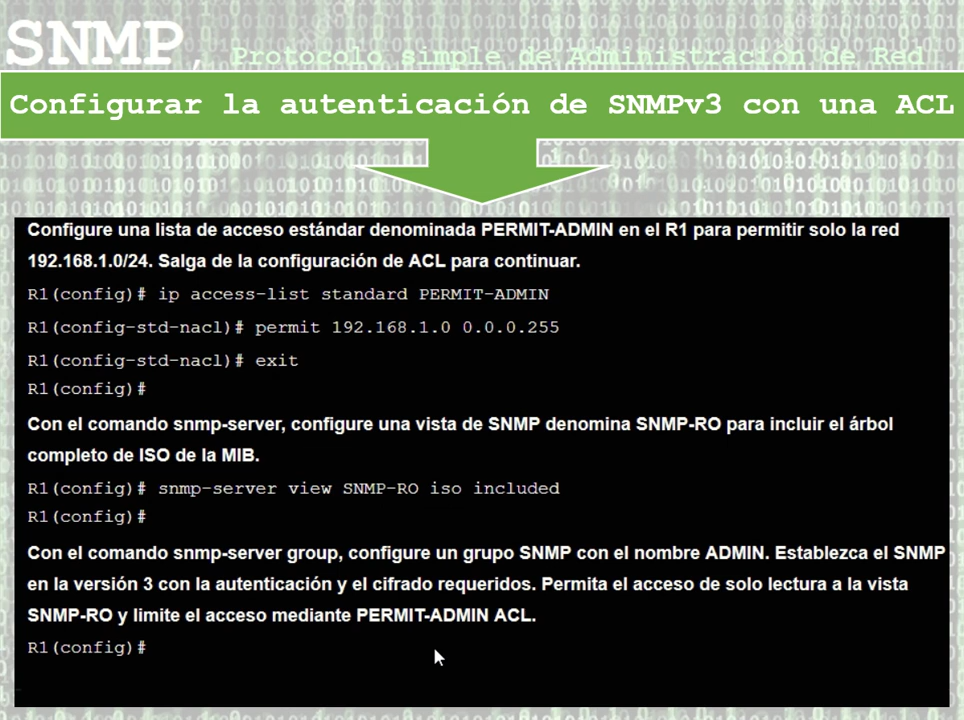 SNMP, Protocolo simple de Administración de Red
Configurar la autenticación de SNMPv3 con una ACL
Configure una lista de acceso estándar denominada PERMIT-ADMIN en el R1 para permitir solo la red
192.168.1.0/24. Salga de la configuración de ACL para continuar.
R1(config)# ip access-list standard PERMIT-ADMIN
R1(config-std-nacl)# permit 192.168.1.0 0.0.0.255
R1(config-std-nacl)# exit
R1(config)#
Con el comando snmp-server, configure una vista de SNMP denomina SNMP-RO para incluir el árbol
completo de ISO de la MIB.
R1(config)# snmp-server view SNMP-RO iso included
R1(config)#
Con el comando snmp-server group, configure un grupo SNMP con el nombre ADMIN. Establezca el SNMP
en la versión 3 con la autenticación y el cifrado requeridos. Permita el acceso de solo lectura a la vista
SNMP-RO y limite el acceso mediante PERMIT-ADMIN ACL.
R1(config)#